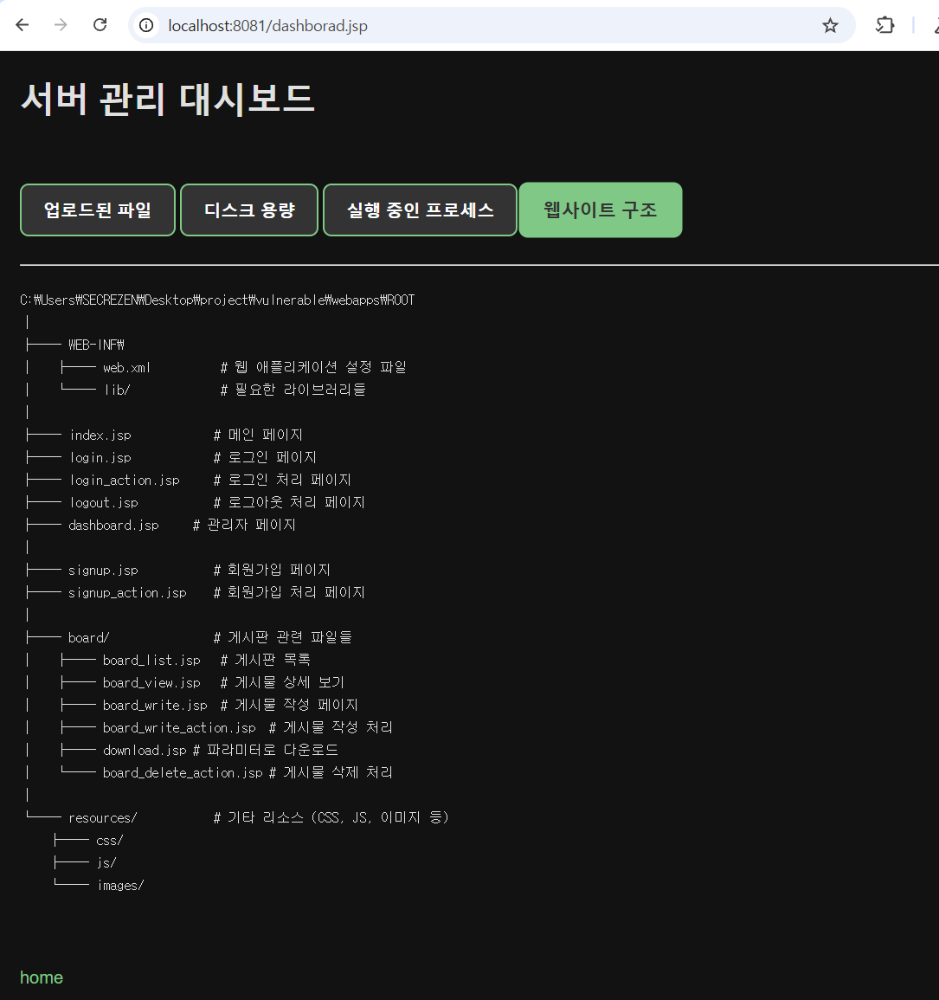 localhost:8081/dashborad.jsp
서버 관리 대시보드
업로드된 파일 디스크 용량 실행 중인 프로세스 웹사이트 구조
C:\Users\SECREZEN\Desktop\project\vulnerable\webapps\ROOT
│
├── WEB-INF\
│   ├── web.xml # 웹 애플리케이션 설정 파일
│   └── lib/ # 필요한 라이브러리들
│
├── index.jsp # 메인 페이지
├── login.jsp # 로그인 페이지
├── login_action.jsp # 로그인 처리 페이지
├── logout.jsp # 로그아웃 처리 페이지
├── dashboard.jsp # 관리자 페이지
│
├── signup.jsp # 회원가입 페이지
├── signup_action.jsp # 회원가입 처리 페이지
│
├── board/ # 게시판 관련 파일들
│   ├── board_list.jsp # 게시판 목록
│   ├── board_view.jsp # 게시물 상세 보기
│   ├── board_write.jsp # 게시물 작성 페이지
│   ├── board_write_action.jsp # 게시물 작성 처리
│   ├── download.jsp # 파라미터로 다운로드
│   └── board_delete_action.jsp # 게시물 삭제 처리
│
└── resources/ # 기타 리소스 (CSS, JS, 이미지 등)
    ├── css/
    ├── js/
    └── images/
home